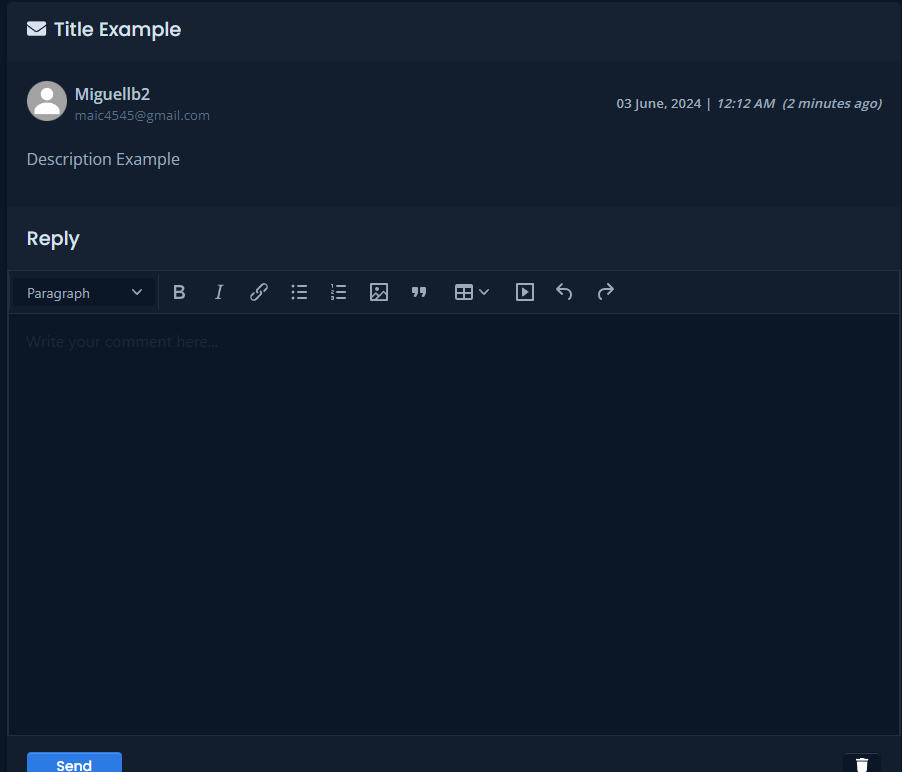 Title Example
Miguellb2
maic4545@gmail.com
03 June, 2024 | 12:12 AM (2 minutes ago)
Description Example
Reply
Paragraph
Write your comment here...
Send